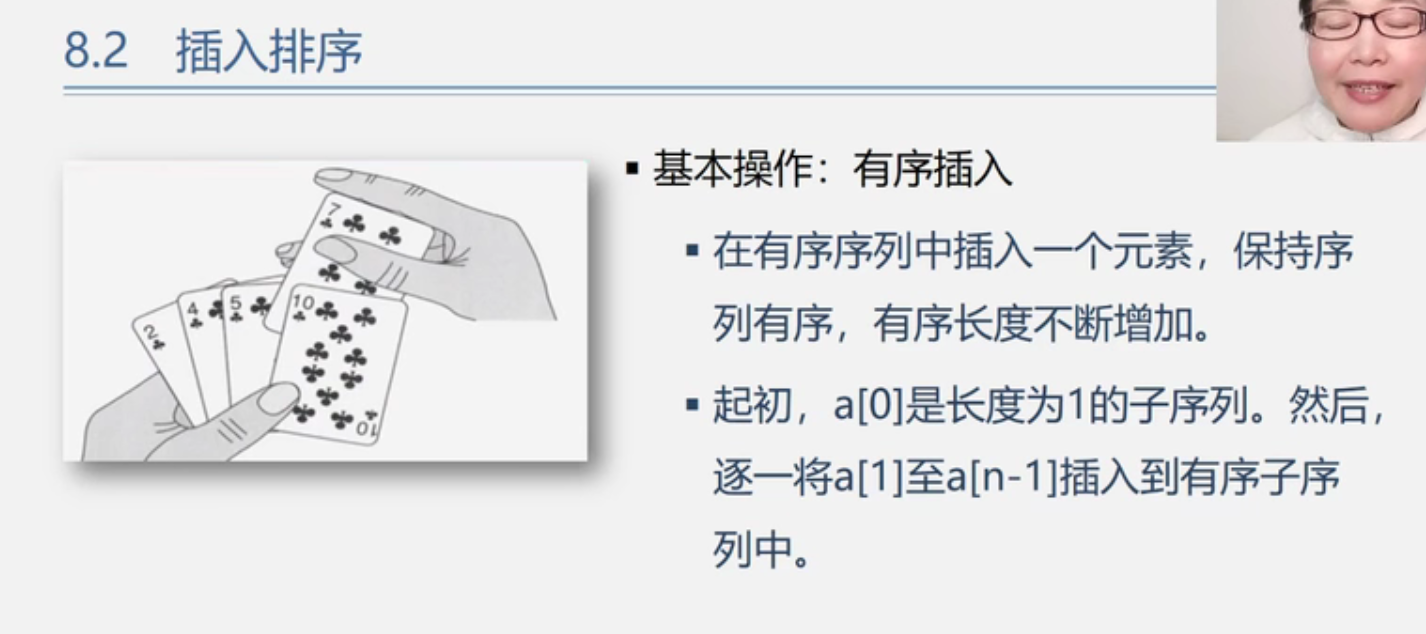 8.2 插入排序
▪ 基本操作：有序插入
▪ 在有序序列中插入一个元素，保持序
列有序，有序长度不断增加。
▪ 起初，a[0]是长度为1的子序列。然后，
逐一将a[1]至a[n-1]插入到有序子序
列中。
2
4
5
7
10
10